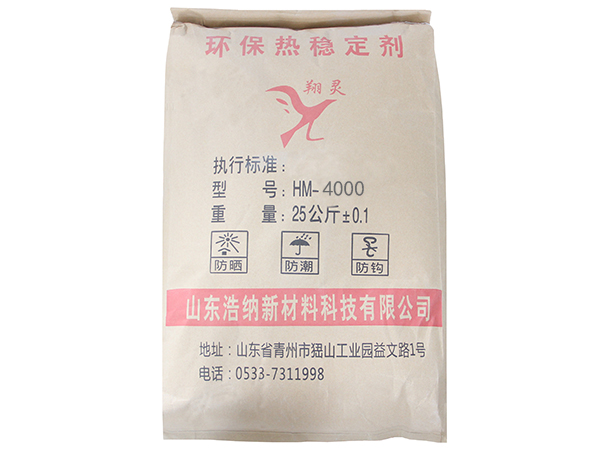 环保热稳定剂
翔灵
执行标准：
型 号：HM-4000
重 量：25公斤±0.1
防晒 防潮 防钩
山东浩纳新材料科技有限公司
地址：山东省青州市猛山工业园益文路1号
电话：0533-7311998